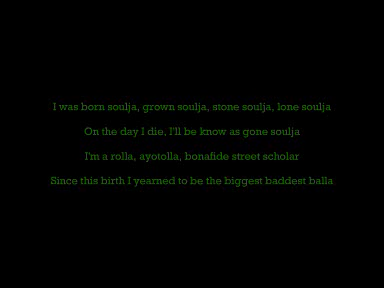 I was born soulja, grown soulja, stone soulja, lone soulja
On the day I die, I'll be know as gone soulja
I'm a rolla, ayotolla, bonafide street scholar
Since this birth I yearned to be the biggest baddest balla